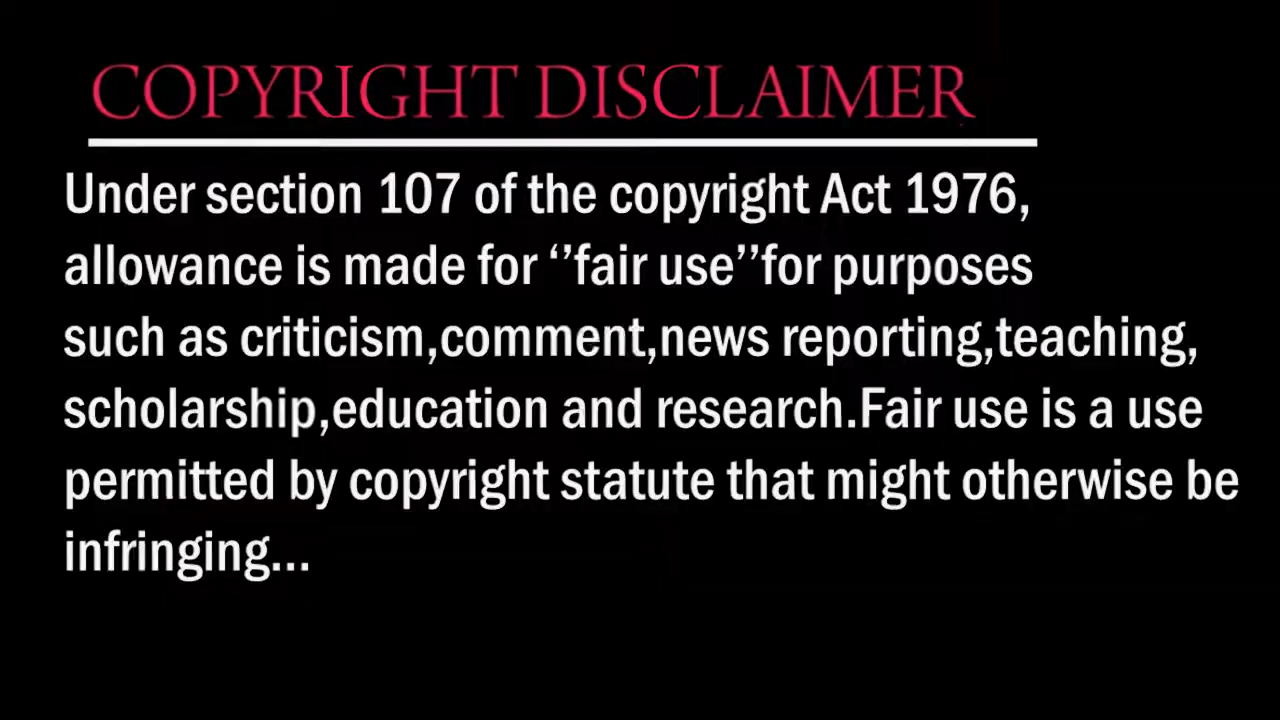 COPYRIGHT DISCLAIMER
Under section 107 of the copyright Act 1976,
allowance is made for ‘’fair use’’for purposes
such as criticism,comment,news reporting,teaching,
scholarship,education and research.Fair use is a use
permitted by copyright statute that might otherwise be
infringing...